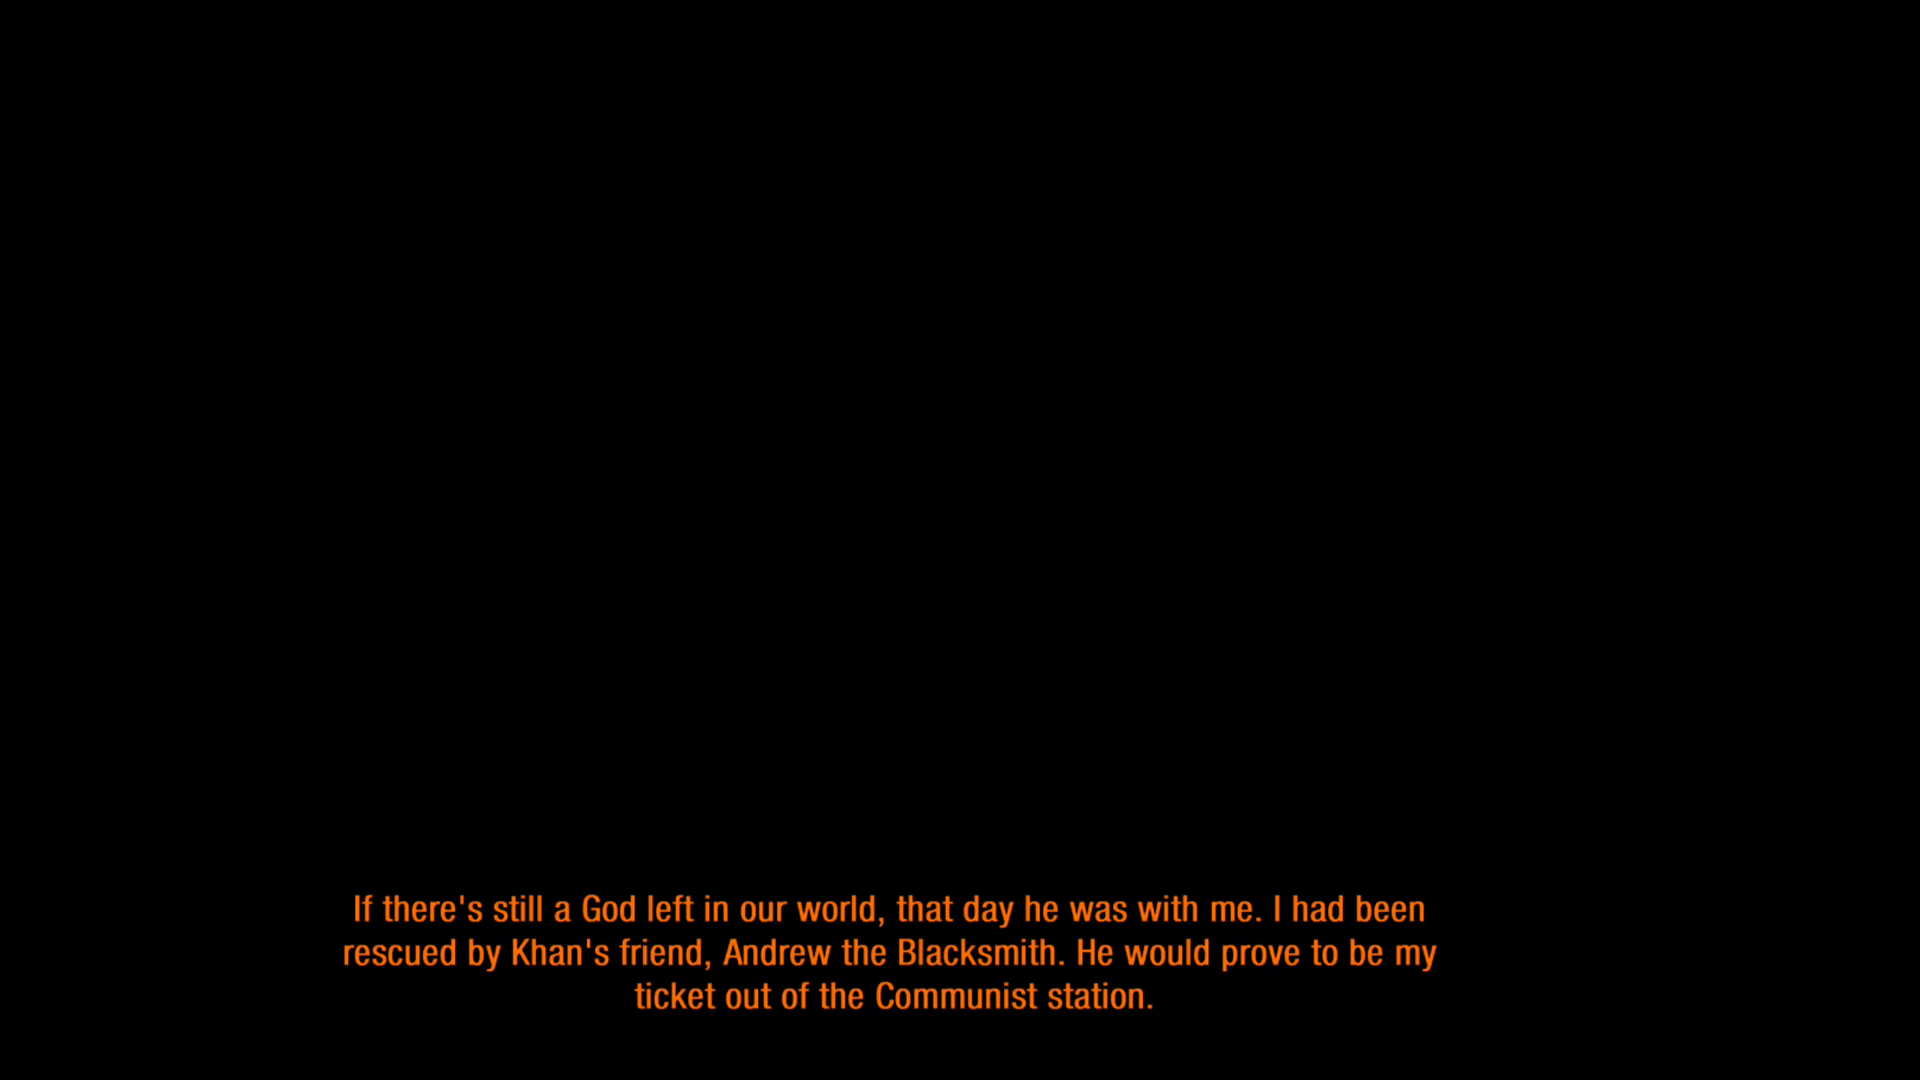 If there's still a God left in our world, that day he was with me. I had been
rescued by Khan's friend, Andrew the Blacksmith. He would prove to be my
ticket out of the Communist station.